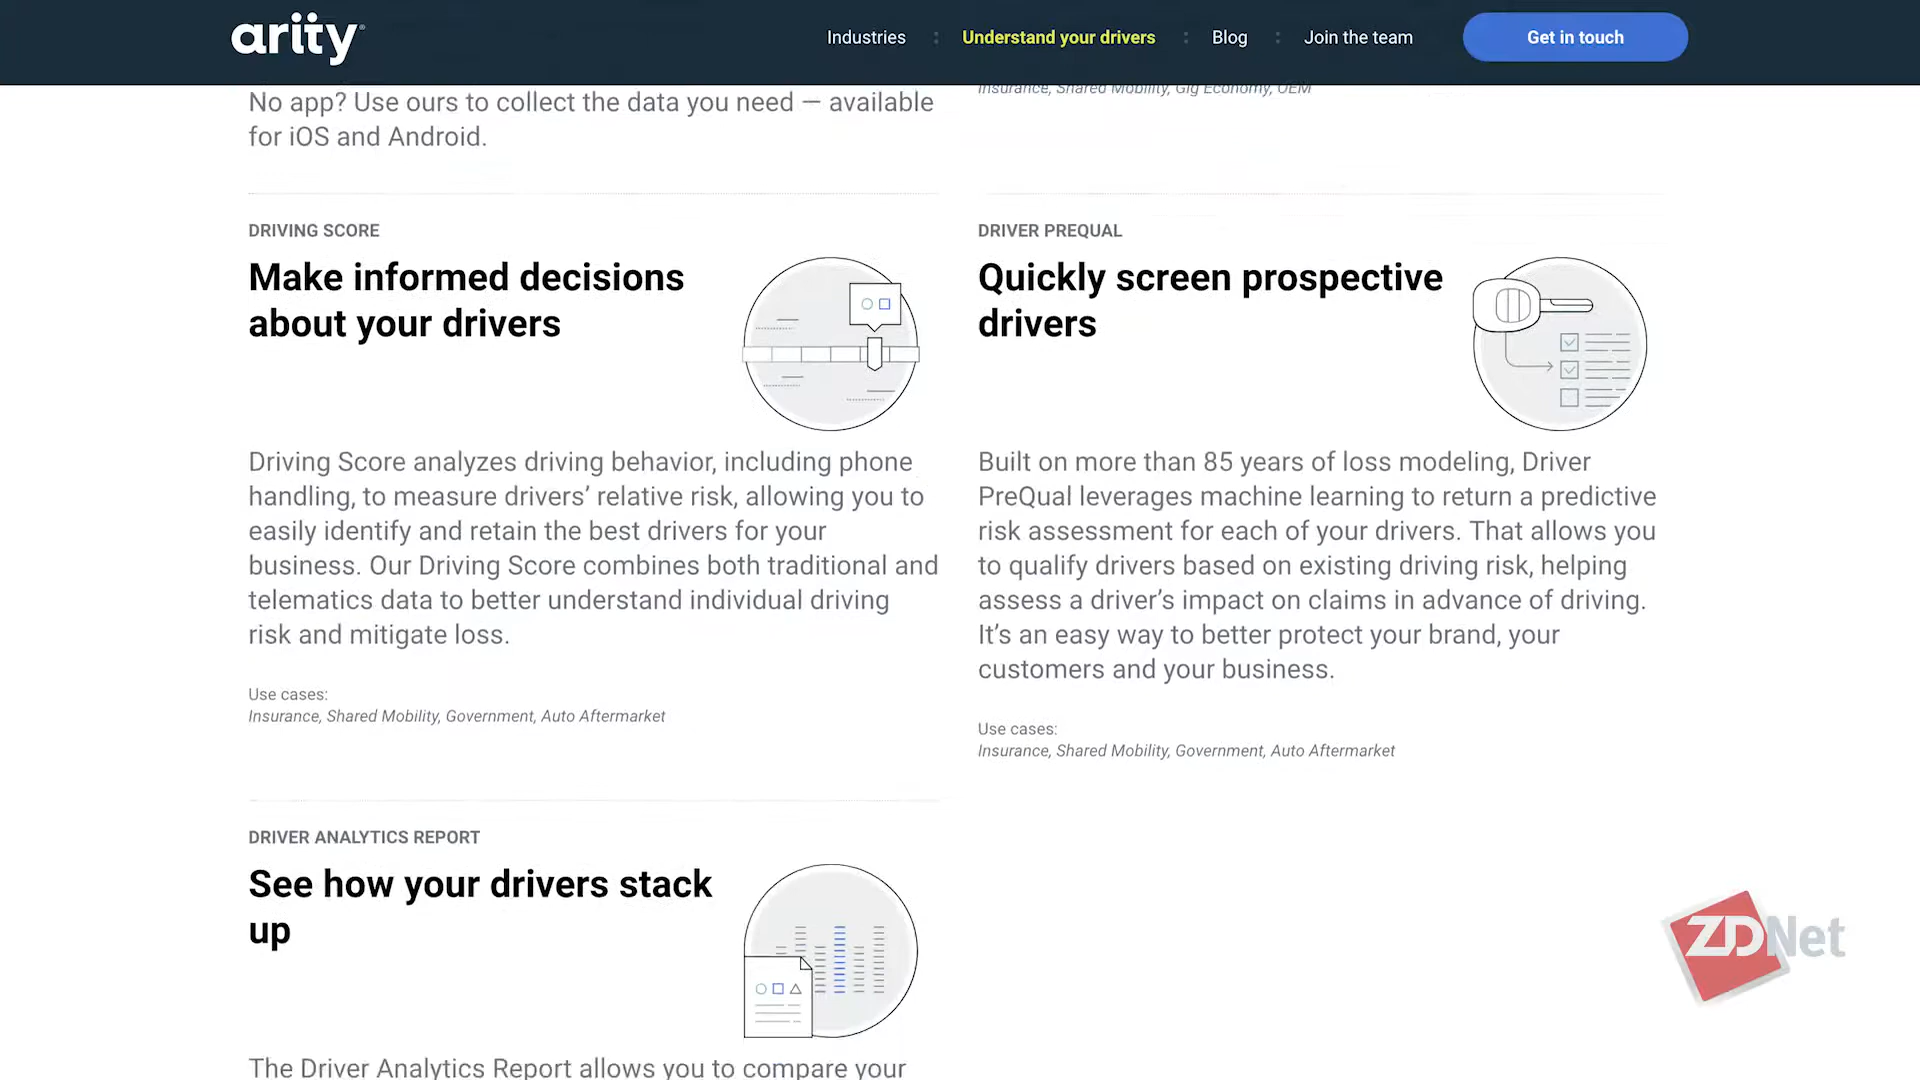 arity
Industries
Understand your drivers
Blog
Join the team
Get in touch
No app? Use ours to collect the data you need — available
for iOS and Android.
Insurance, Shared Mobility, Gig Economy, OEM
DRIVING SCORE
Make informed decisions
about your drivers
Driving Score analyzes driving behavior, including phone
handling, to measure drivers’ relative risk, allowing you to
easily identify and retain the best drivers for your
business. Our Driving Score combines both traditional and
telematics data to better understand individual driving
risk and mitigate loss.
Use cases:
Insurance, Shared Mobility, Government, Auto Aftermarket
DRIVER PREQUAL
Quickly screen prospective
drivers
Built on more than 85 years of loss modeling, Driver
PreQual leverages machine learning to return a predictive
risk assessment for each of your drivers. That allows you
to qualify drivers based on existing driving risk, helping
assess a driver’s impact on claims in advance of driving.
It’s an easy way to better protect your brand, your
customers and your business.
Use cases:
Insurance, Shared Mobility, Government, Auto Aftermarket
DRIVER ANALYTICS REPORT
See how your drivers stack
up
The Driver Analytics Report allows you to compare your
ZDNet